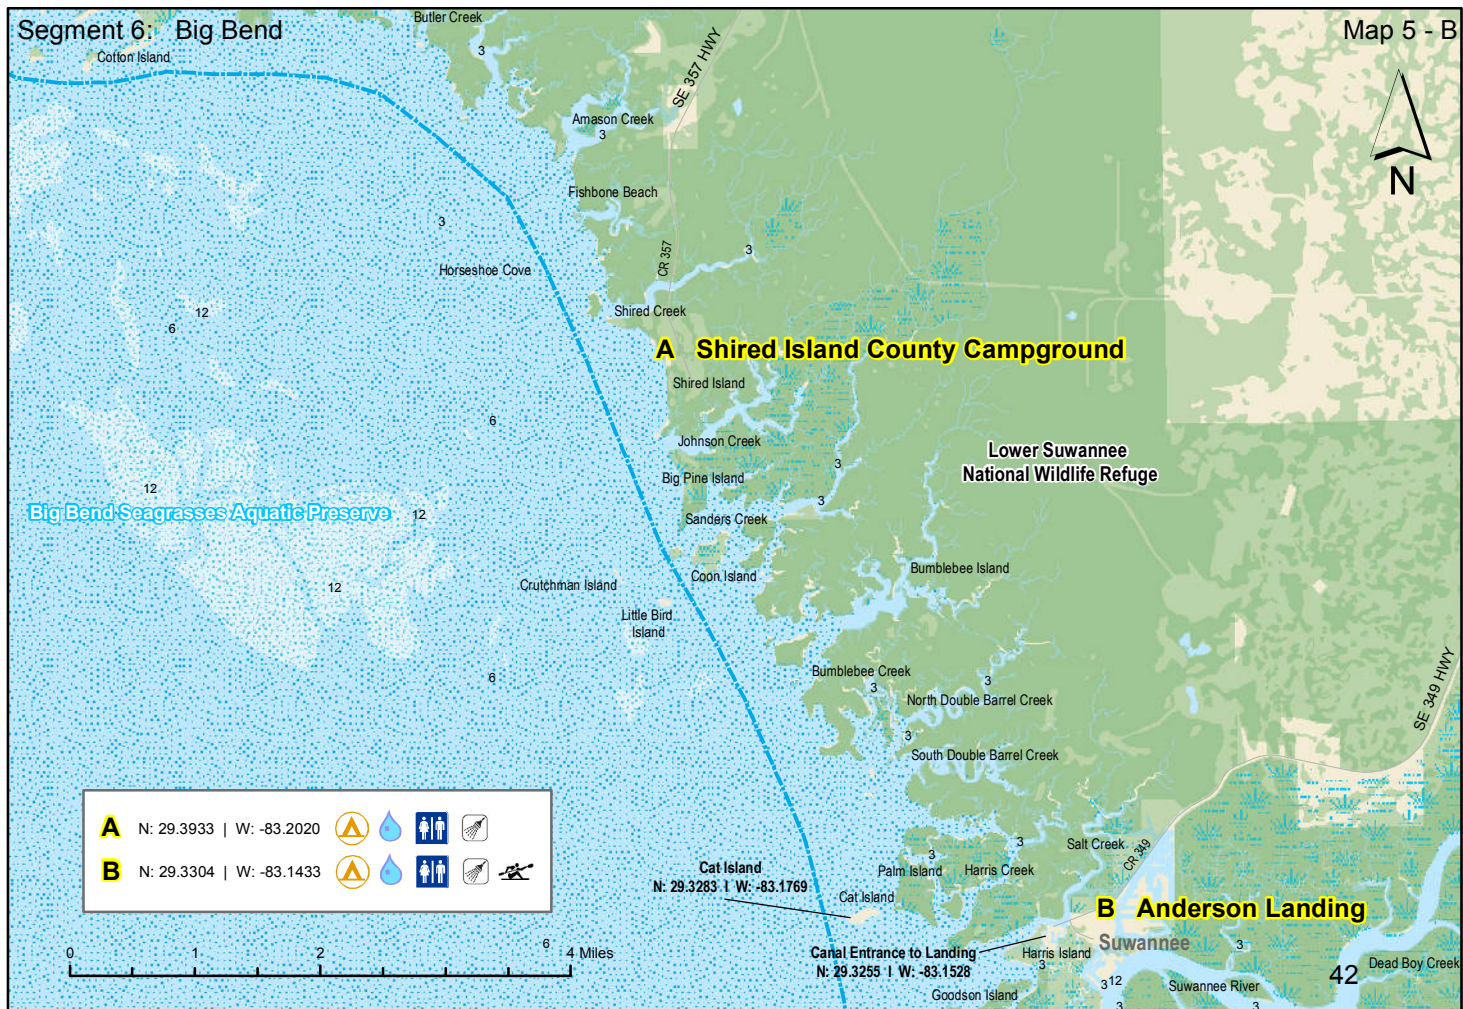 Segment 6: Big Bend
Map 5 - B
Butler Creek
3
Cotton Island
SE 357 HWY
N
Amason Creek
3
Fishbone Beach
3
CR 357
3
Horseshoe Cove
Shired Creek
12
6
A Shired Island County Campground
Shired Island
6
Johnson Creek
Lower Suwannee
National Wildlife Refuge
3
Big Pine Island
12
3
Big Bend Seagrasses Aquatic Preserve
12
Sanders Creek
Bumblebee Island
Coon Island
Crutchman Island
12
Little Bird
Island
Bumblebee Creek
6
3
3
North Double Barrel Creek
SE 349 HWY
3
South Double Barrel Creek
A N: 29.3933 | W: -83.2020
B N: 29.3304 | W: -83.1433
3
Salt Creek
CR 349
3
Palm Island
Harris Creek
Cat Island
N: 29.3283 | W: -83.1769
Cat Island
B Anderson Landing
Suwannee
0 1 2 4 Miles
6
Canal Entrance to Landing
N: 29.3255 | W: -83.1528
Harris Island
3
3
Dead Boy Creek
42
Suwannee River
3
12
Goodson Island
3
3